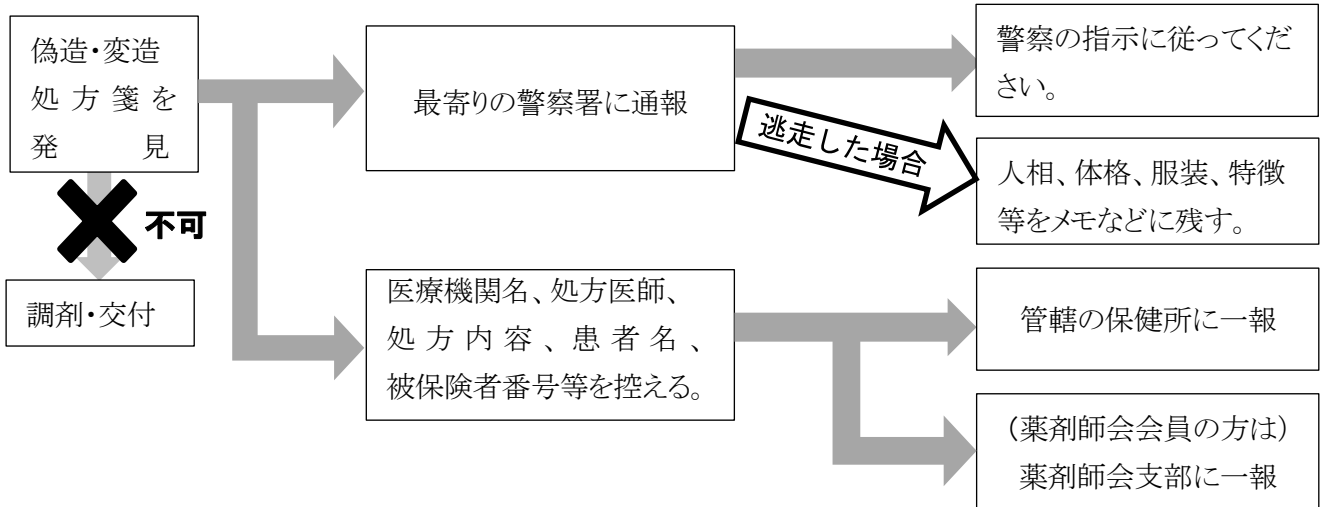 偽造・変造
処方箋を
発見
不可
調剤・交付
最寄りの警察署に通報
警察の指示に従ってくだ
さい。
逃走した場合
人相、体格、服装、特徴
等をメモなどに残す。
医療機関名、処方医師、
処方内容、患者名、
被保険者番号等を控える。
管轄の保健所に一報
(薬剤師会会員の方は)
薬剤師会支部に一報